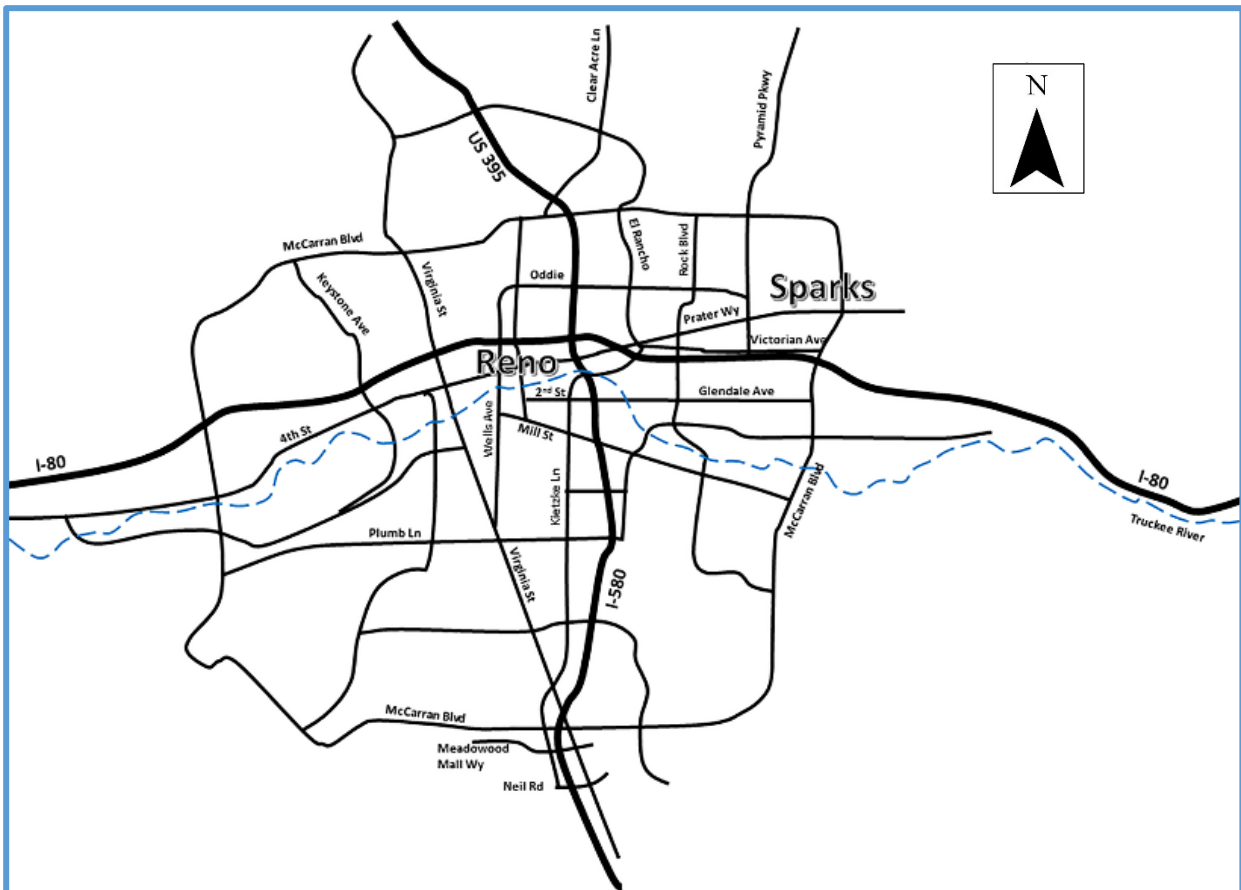 Clear Acre Ln
Pyramid Pkwy
N
US 395
McCarran Blvd
Keystone Ave
Virginia St
Oddie
El Rancho
Rock Blvd
Sparks
Prater Wy
Victorian Ave
Reno
2nd St
Glendale Ave
Wells Ave
4th St
Mill St
I-80
Kietzke Ln
McCarran Blvd
I-80
Truckee River
Plumb Ln
Virginia St
I-580
McCarran Blvd
Meadowood
Mall Wy
Neil Rd